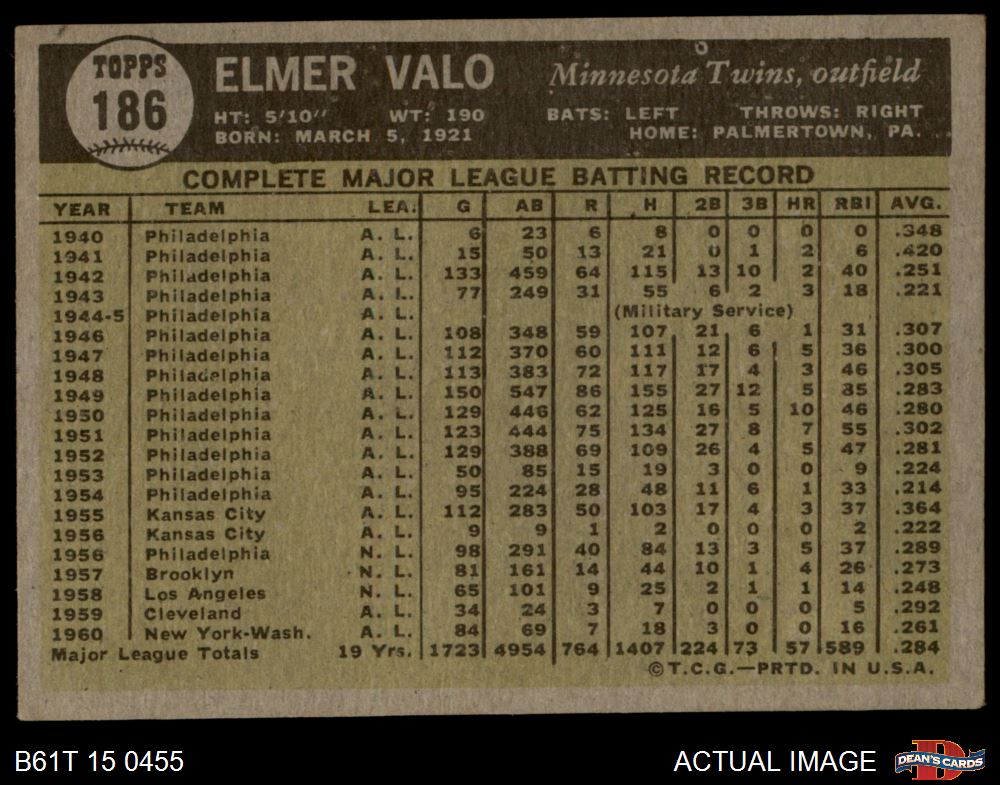 TOPPS
186
ELMER VALO
Minnesota Twins, outfield
HT: 5'10" WT: 190 BATS: LEFT THROWS: RIGHT
BORN: MARCH 5, 1921 HOME: PALMERTOWN, PA.
COMPLETE MAJOR LEAGUE BATTING RECORD
YEAR TEAM LEA. G AB R H 2B 3B HR RBI AVG.
1940 Philadelphia A. L. 6 23 6 8 0 0 0 0 .348
1941 Philadelphia A. L. 15 50 13 21 0 1 2 6 .420
1942 Philadelphia A. L. 133 459 64 115 13 10 2 40 .251
1943 Philadelphia A. L. 77 249 31 55 6 2 3 18 .221
1944-5 Philadelphia A. L. (Military Service)
1946 Philadelphia A. L. 108 348 59 107 21 6 1 31 .307
1947 Philadelphia A. L. 112 370 60 111 12 6 5 36 .300
1948 Philadelphia A. L. 113 383 72 117 17 4 3 46 .305
1949 Philadelphia A. L. 150 547 86 155 27 12 5 85 .283
1950 Philadelphia A. L. 129 446 62 125 16 5 10 46 .280
1951 Philadelphia A. L. 123 444 75 134 27 8 7 55 .302
1952 Philadelphia A. L. 129 388 69 109 26 4 5 47 .281
1953 Philadelphia A. L. 50 85 15 19 3 0 0 9 .224
1954 Philadelphia A. L. 95 224 28 48 11 6 1 33 .214
1955 Kansas City A. L. 112 283 50 103 17 4 3 37 .364
1956 Kansas City A. L. 9 9 1 2 0 0 0 2 .222
1956 Philadelphia N. L. 98 291 40 84 13 3 5 37 .289
1957 Brooklyn N. L. 81 161 14 44 10 1 4 26 .273
1958 Los Angeles N. L. 65 101 9 25 2 1 1 14 .248
1959 Cleveland A. L. 34 24 3 7 0 0 0 5 .292
1960 New York-Wash. A. L. 84 69 7 18 3 0 0 16 .261
Major League Totals 19 Yrs. 1723 4954 764 1407 224 73 57 589 .284
©T.C.G.—PRTD. IN U.S.A.
B61T 15 0455
ACTUAL IMAGE
DEAN'S CARDS